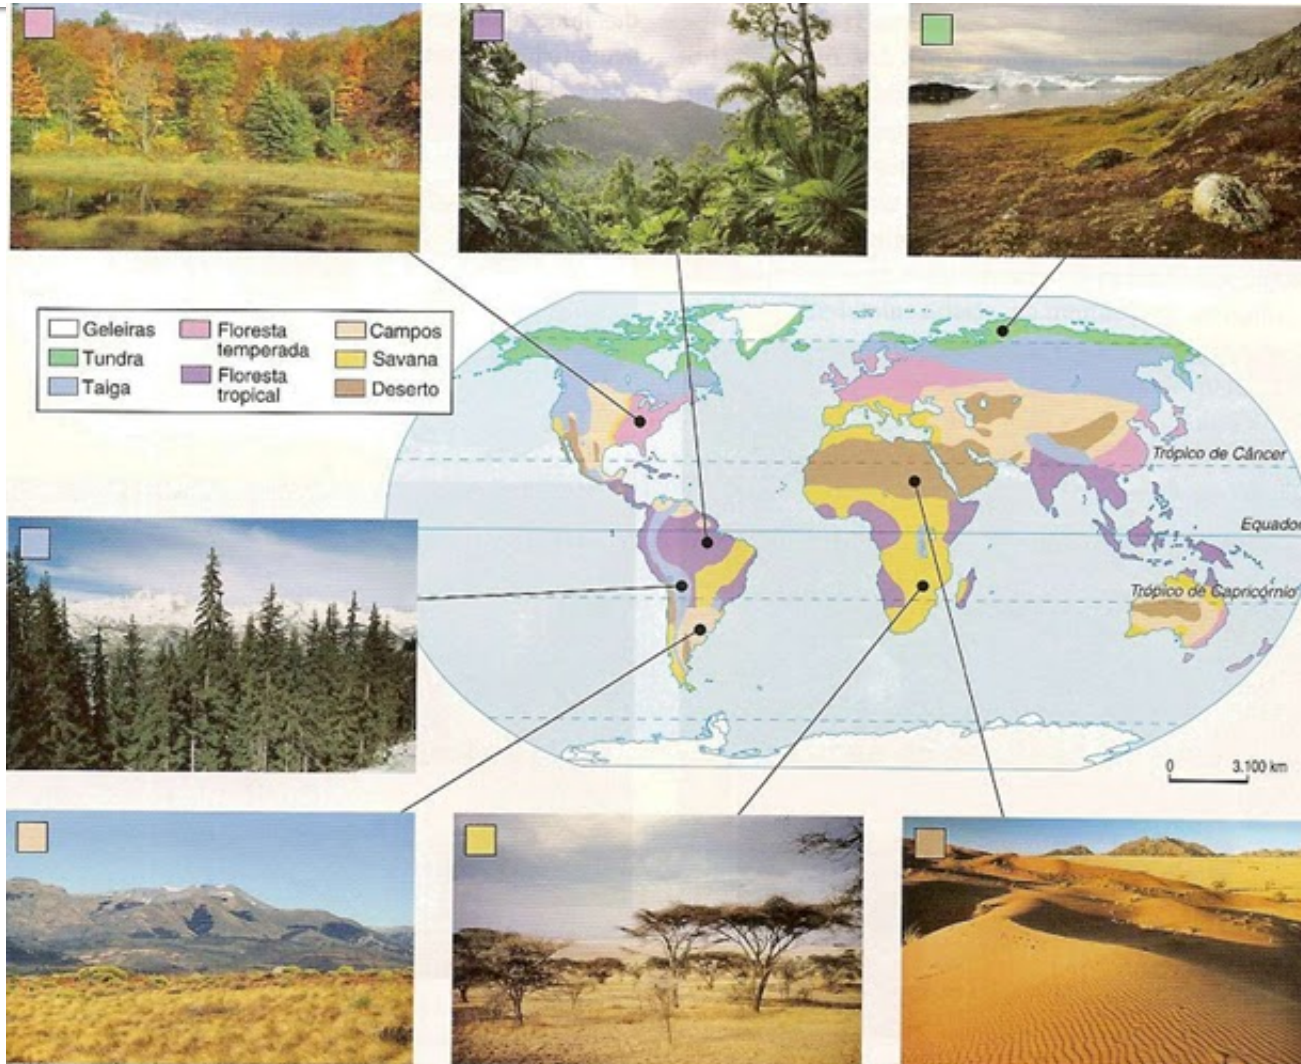 Geleiras
Tundra
Taiga
Floresta
temperada
Floresta
tropical
Campos
Savana
Deserto
Trópico de Câncer
Equador
Trópico de Capricórnio
0 3.100 km